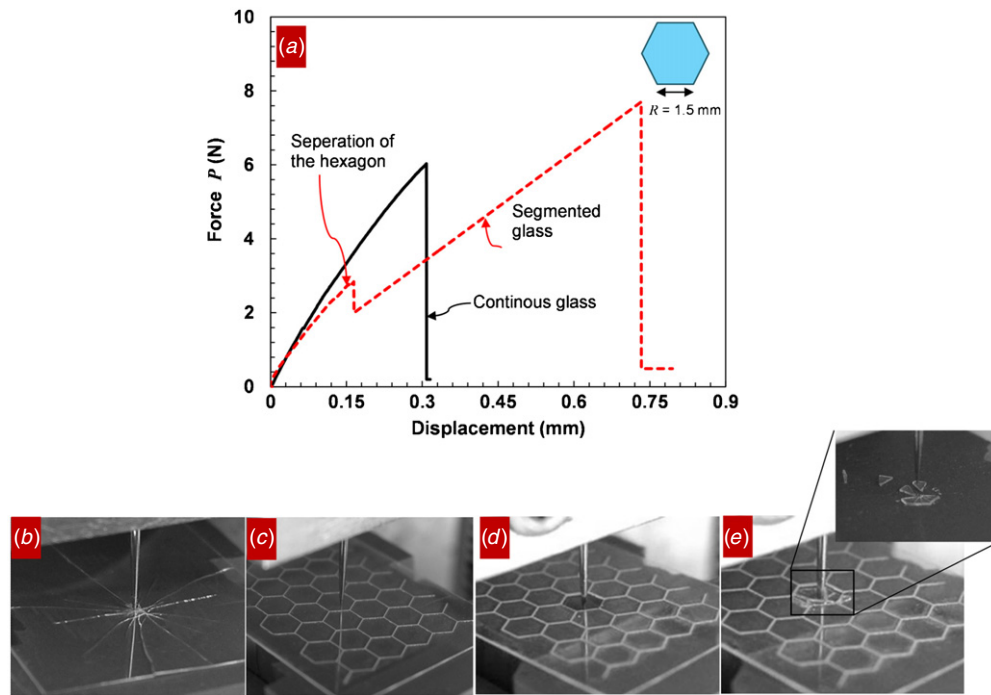 (a)
10
8
6
4
2
0
Force P (N)
R = 1.5 mm
Seperation of
the hexagon
Segmented
glass
Continous glass
0 0.15 0.3 0.45 0.6 0.75 0.9
Displacement (mm)
(b)
(c)
(d)
(e)